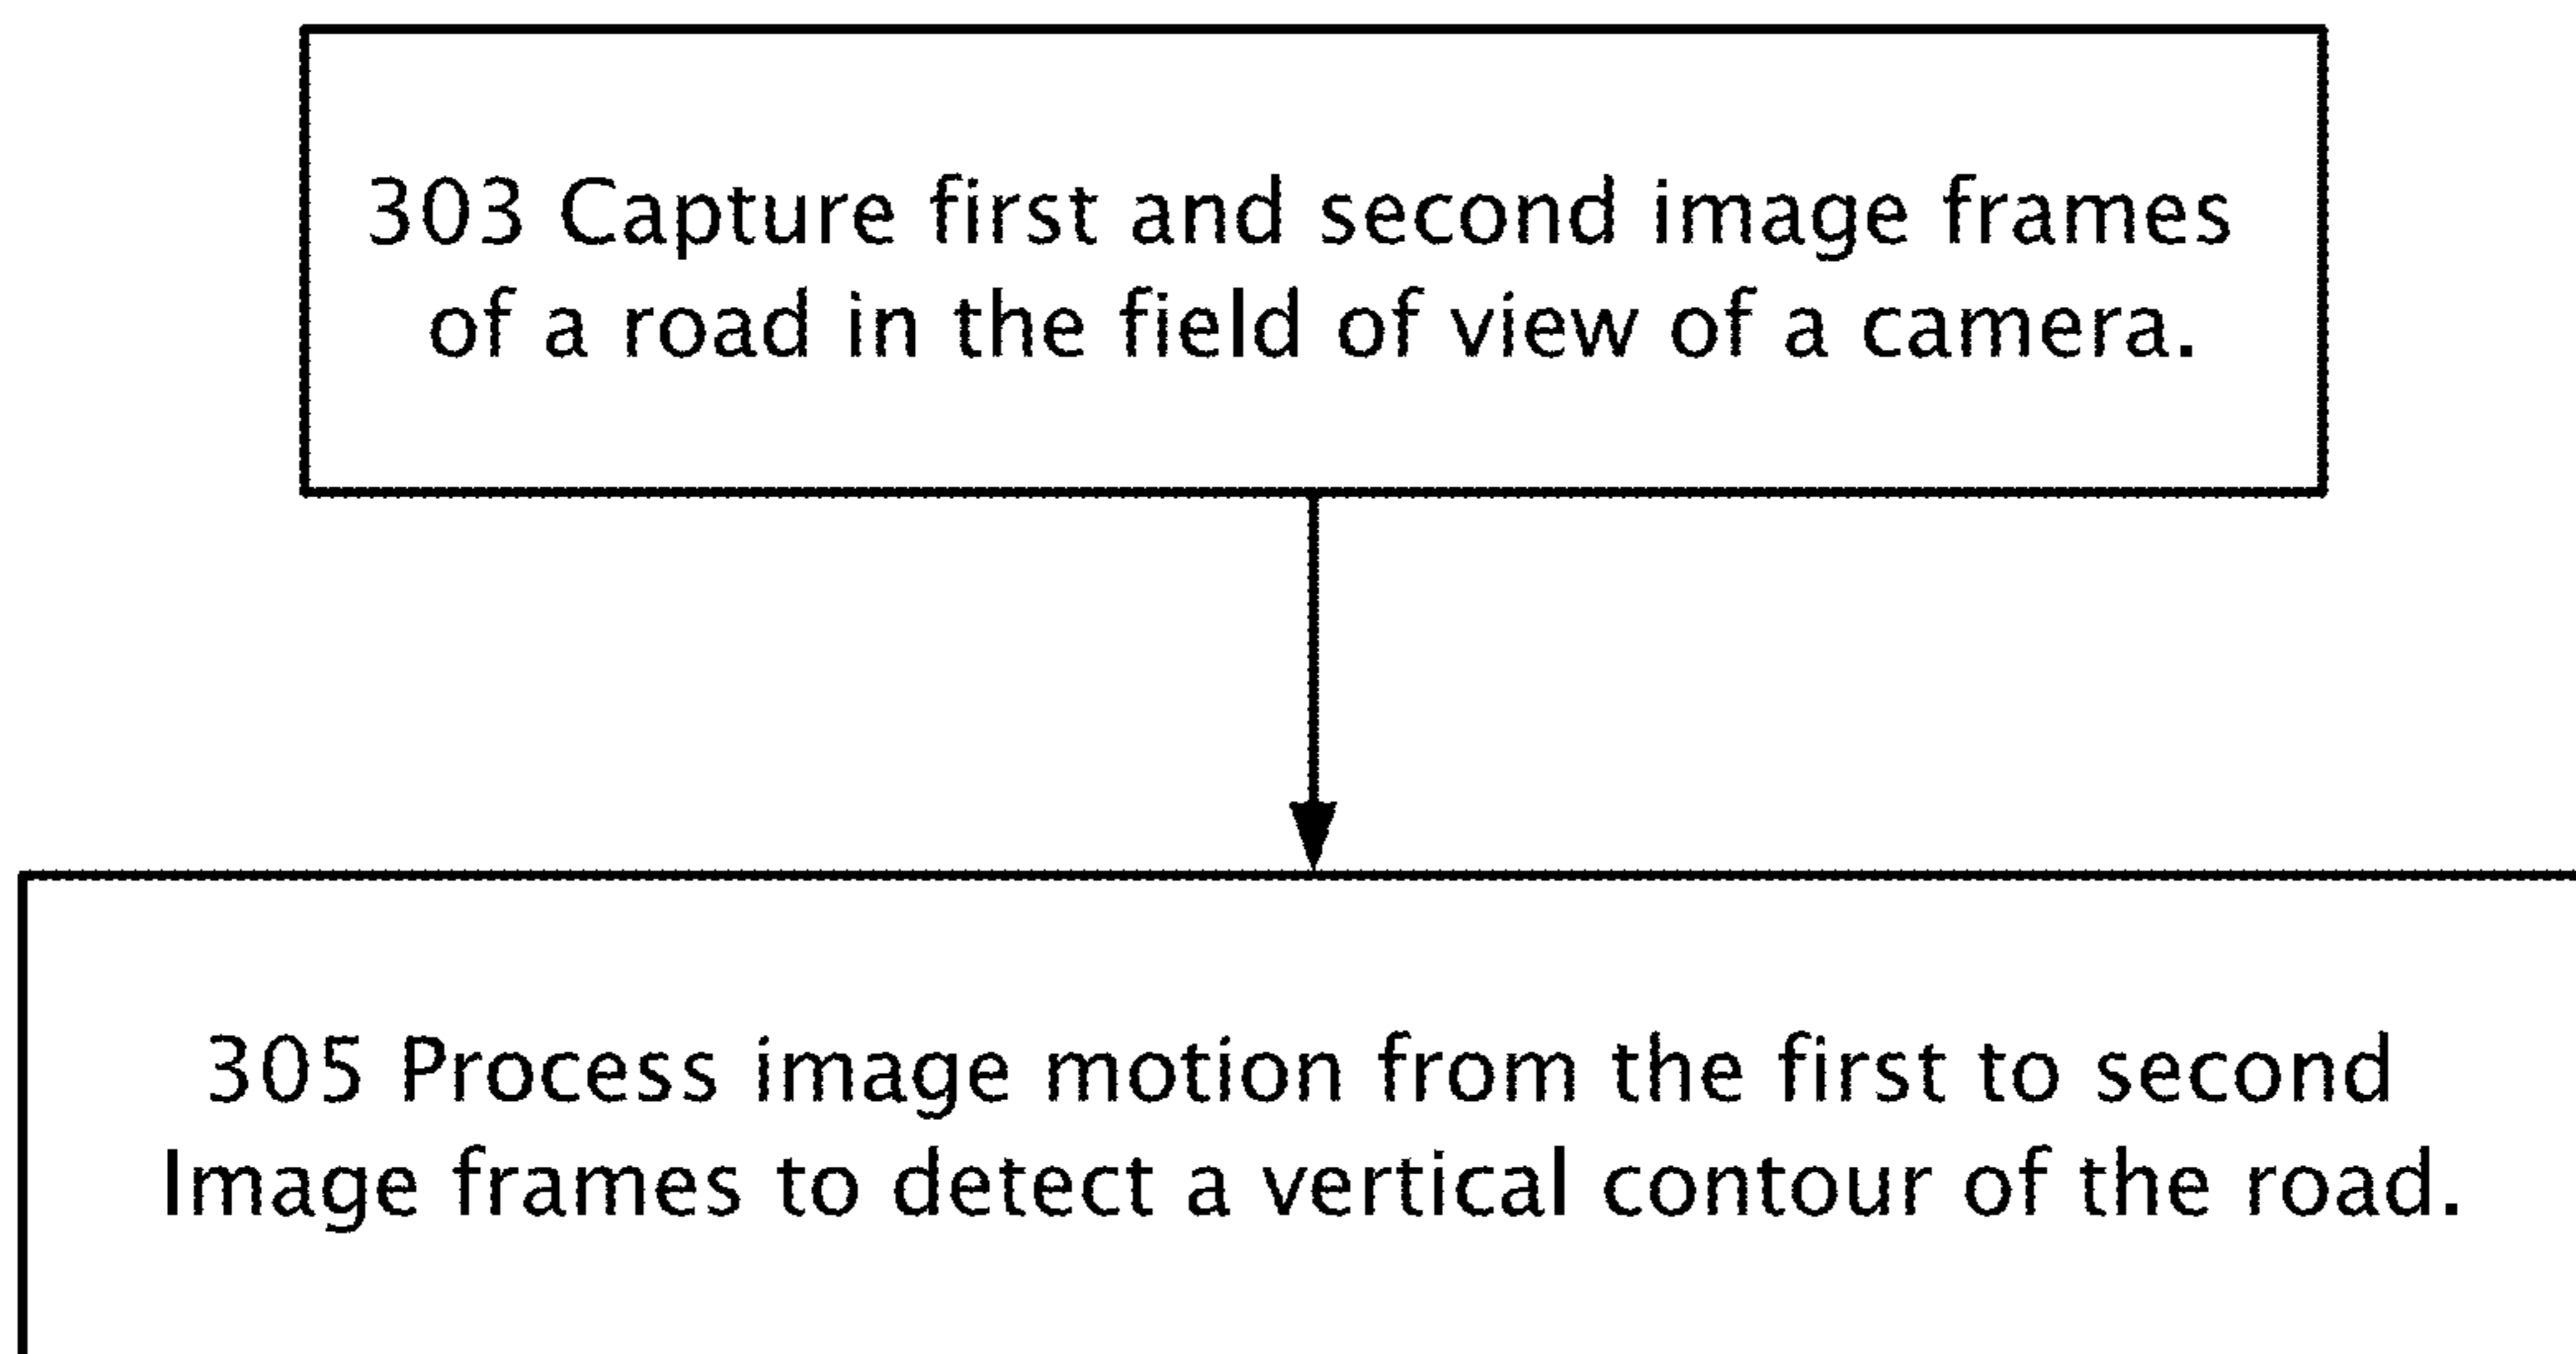 303 Capture first and second image frames
of a road in the field of view of a camera.
305 Process image motion from the first to second
Image frames to detect a vertical contour of the road.